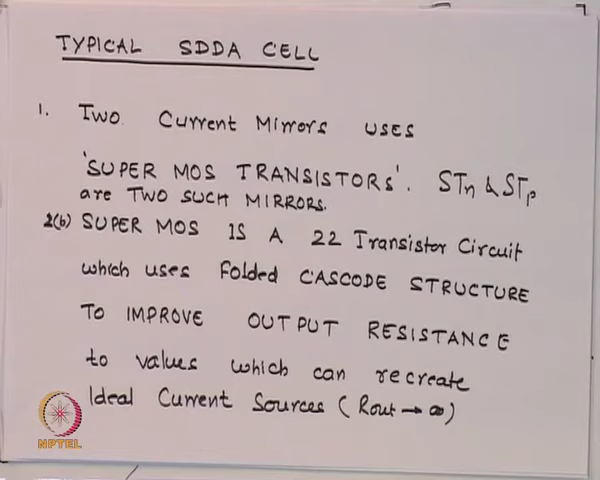 TYPICAL SDDA CELL
1. Two Current Mirrors USES
'SUPER MOS TRANSISTORS'. STn & STp
are TWO SUCH MIRRORS.
2(b) SUPER MOS IS A 22 Transistor Circuit
which uses Folded CASCODE STRUCTURE
TO IMPROVE OUTPUT RESISTANCE
to values which can recreate
Ideal Current Sources (Rout → ∞)
NPTEL